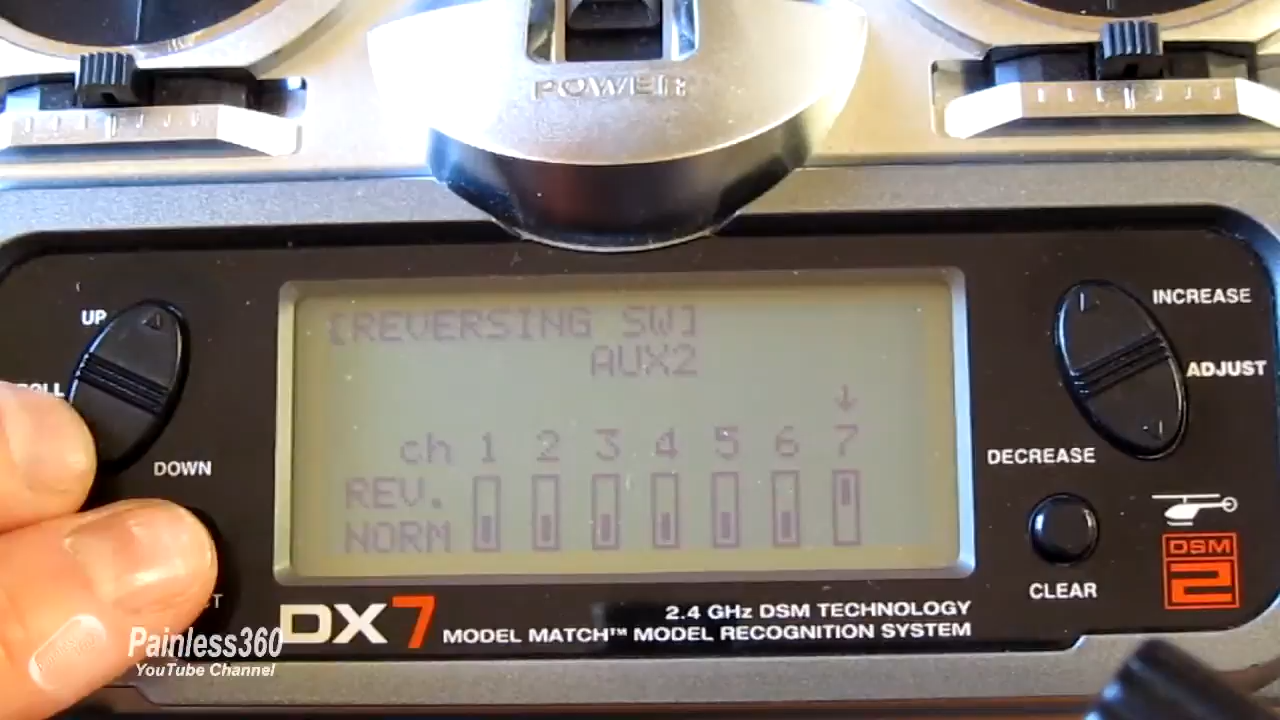 POWER
UP
DOWN
INCREASE
ADJUST
DECREASE
CLEAR
[REVERSING SW]
AUX2
↓
ch 1 2 3 4 5 6 7
REV.
NORM
DX7
2.4 GHz DSM TECHNOLOGY
MODEL MATCH™ MODEL RECOGNITION SYSTEM
DSM
2
Painless360
YouTube Channel